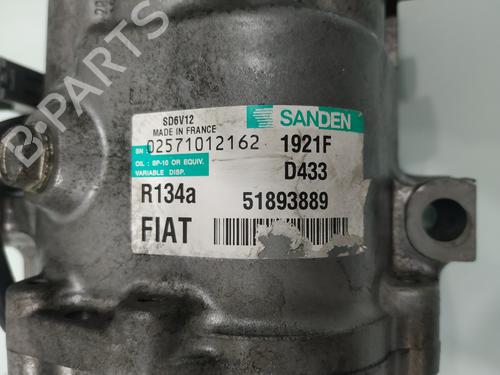 SD6V12
MADE IN FRANCE
SANDEN
SN 02571012162 1921F
OIL : SP-10 OR EQUIV.
VARIABLE DISP.
D433
R134a 51893889
FIAT
B-PARTS